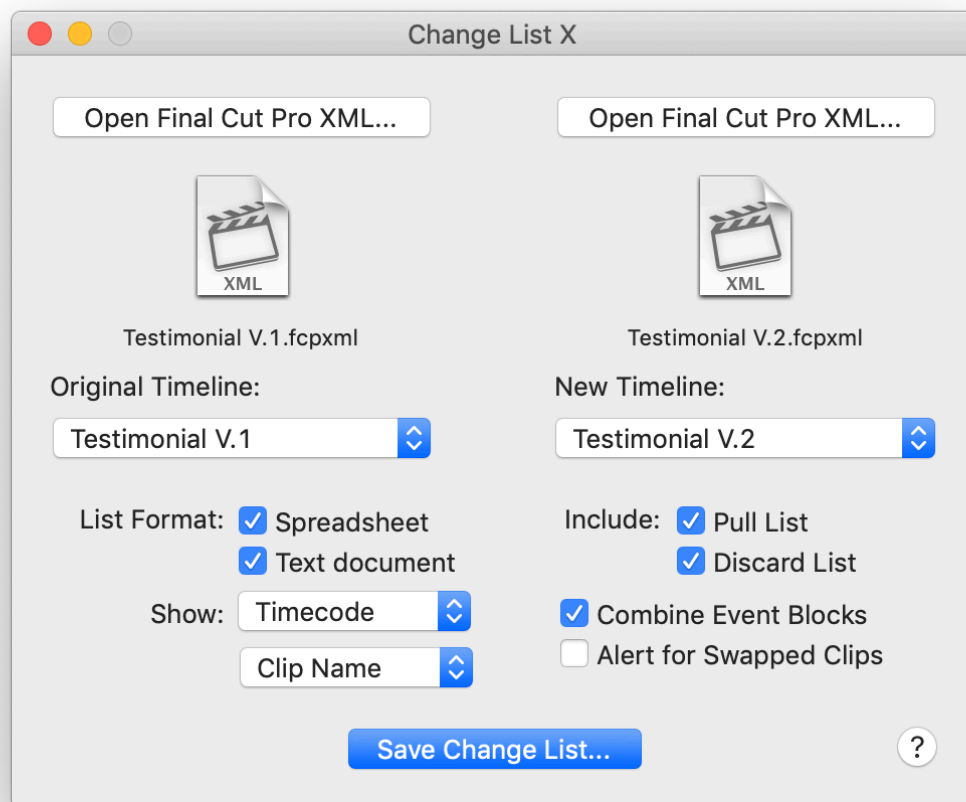 Change List X
Open Final Cut Pro XML...
Open Final Cut Pro XML...
XML
XML
Testimonial V.1.fcpxml
Testimonial V.2.fcpxml
Original Timeline:
New Timeline:
Testimonial V.1
Testimonial V.2
List Format:
Spreadsheet
Include:
Pull List
Text document
Discard List
Show:
Timecode
Combine Event Blocks
Clip Name
Alert for Swapped Clips
Save Change List...
?